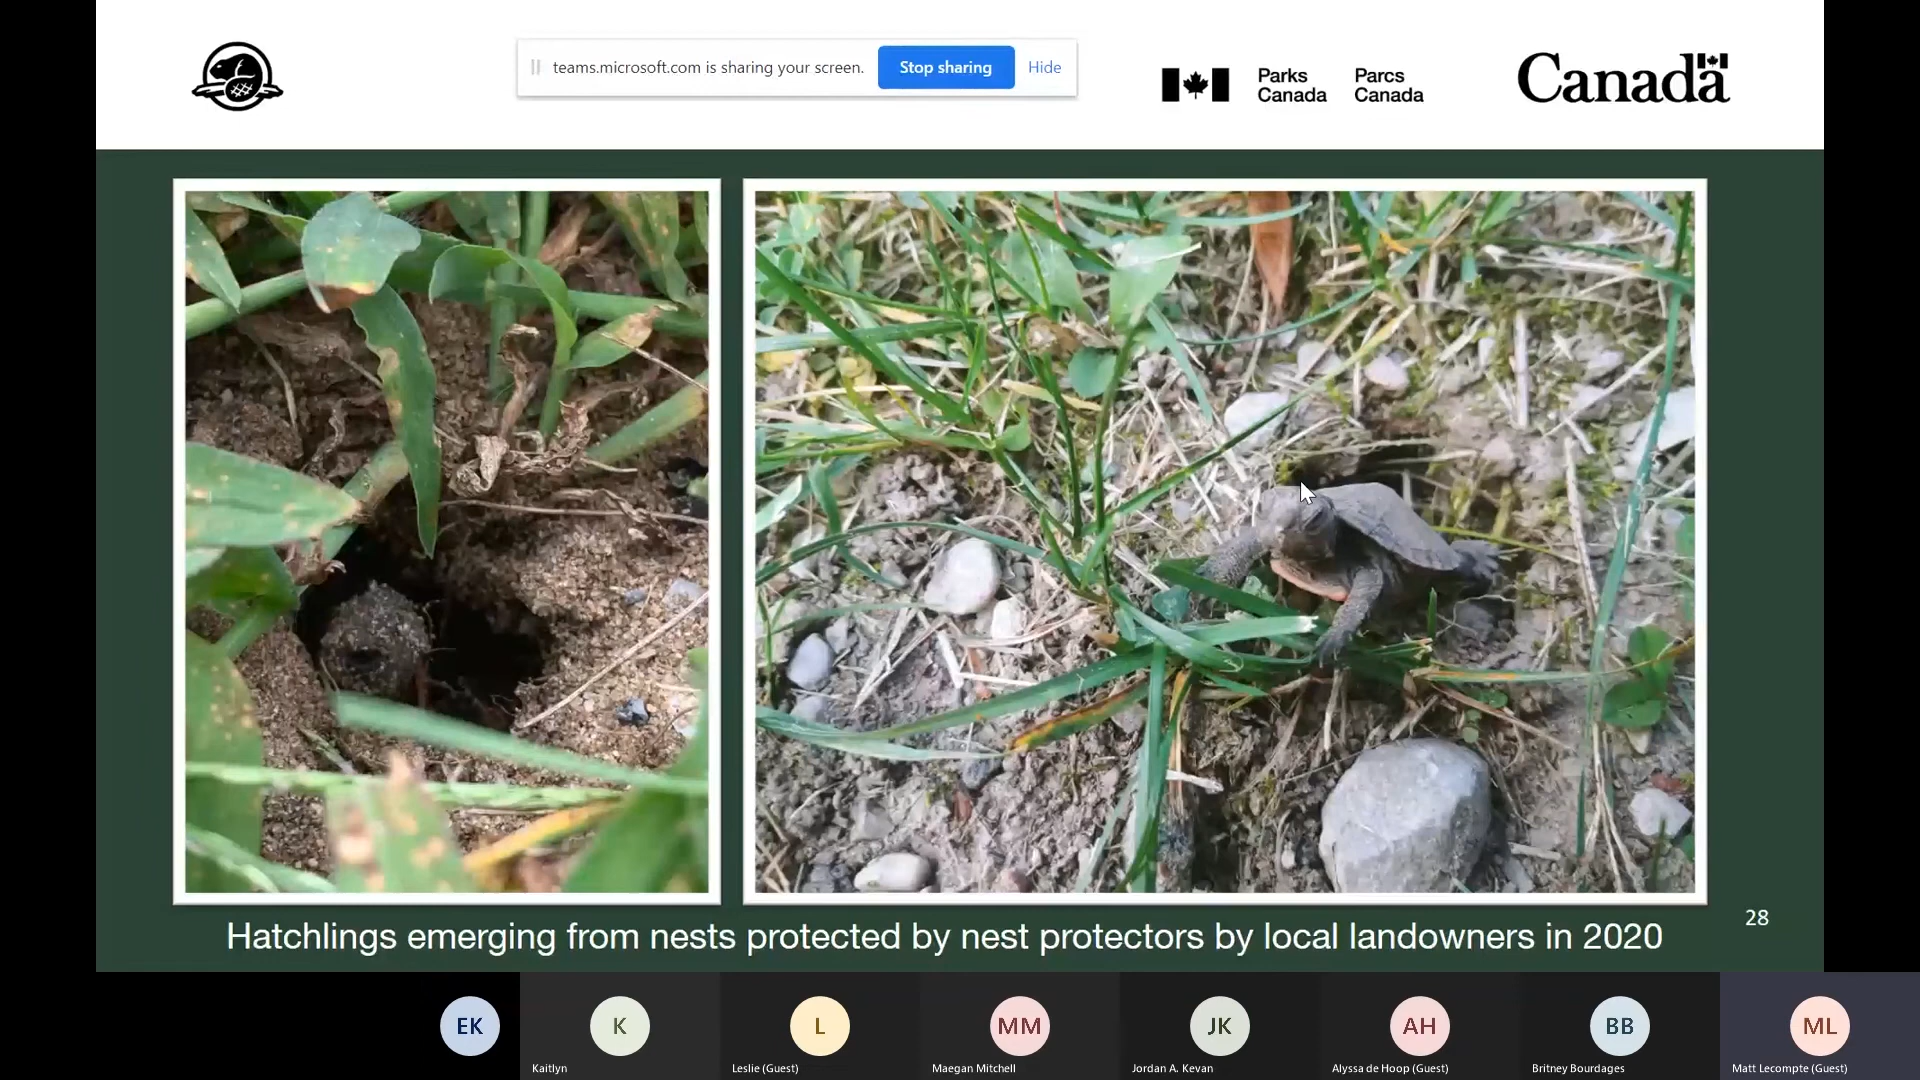 teams.microsoft.com is sharing your screen.
Stop sharing
Hide
Parks
Canada
Parcs
Canada
Canada
Hatchlings emerging from nests protected by nest protectors by local landowners in 2020
28
EK
K
L
MM
JK
AH
BB
ML
Kaitlyn
Leslie (Guest)
Maegan Mitchell
Jordan A. Kevan
Alyssa de Hoop (Guest)
Britney Bourdages
Matt Lecompte (Guest)